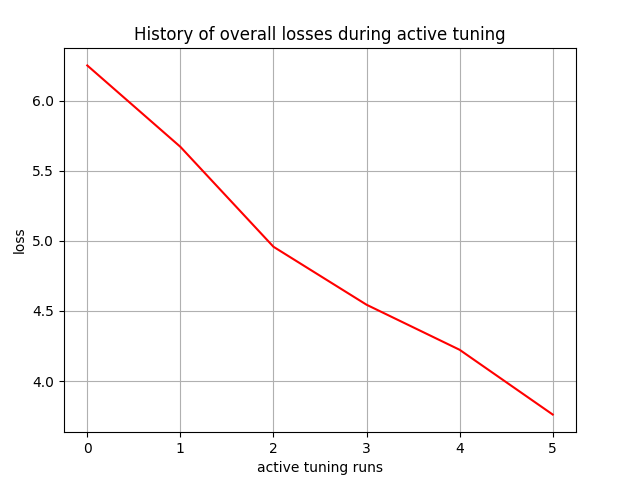 History of overall losses during active tuning
6.0
5.5
5.0
4.5
4.0
loss
0 1 2 3 4 5
active tuning runs